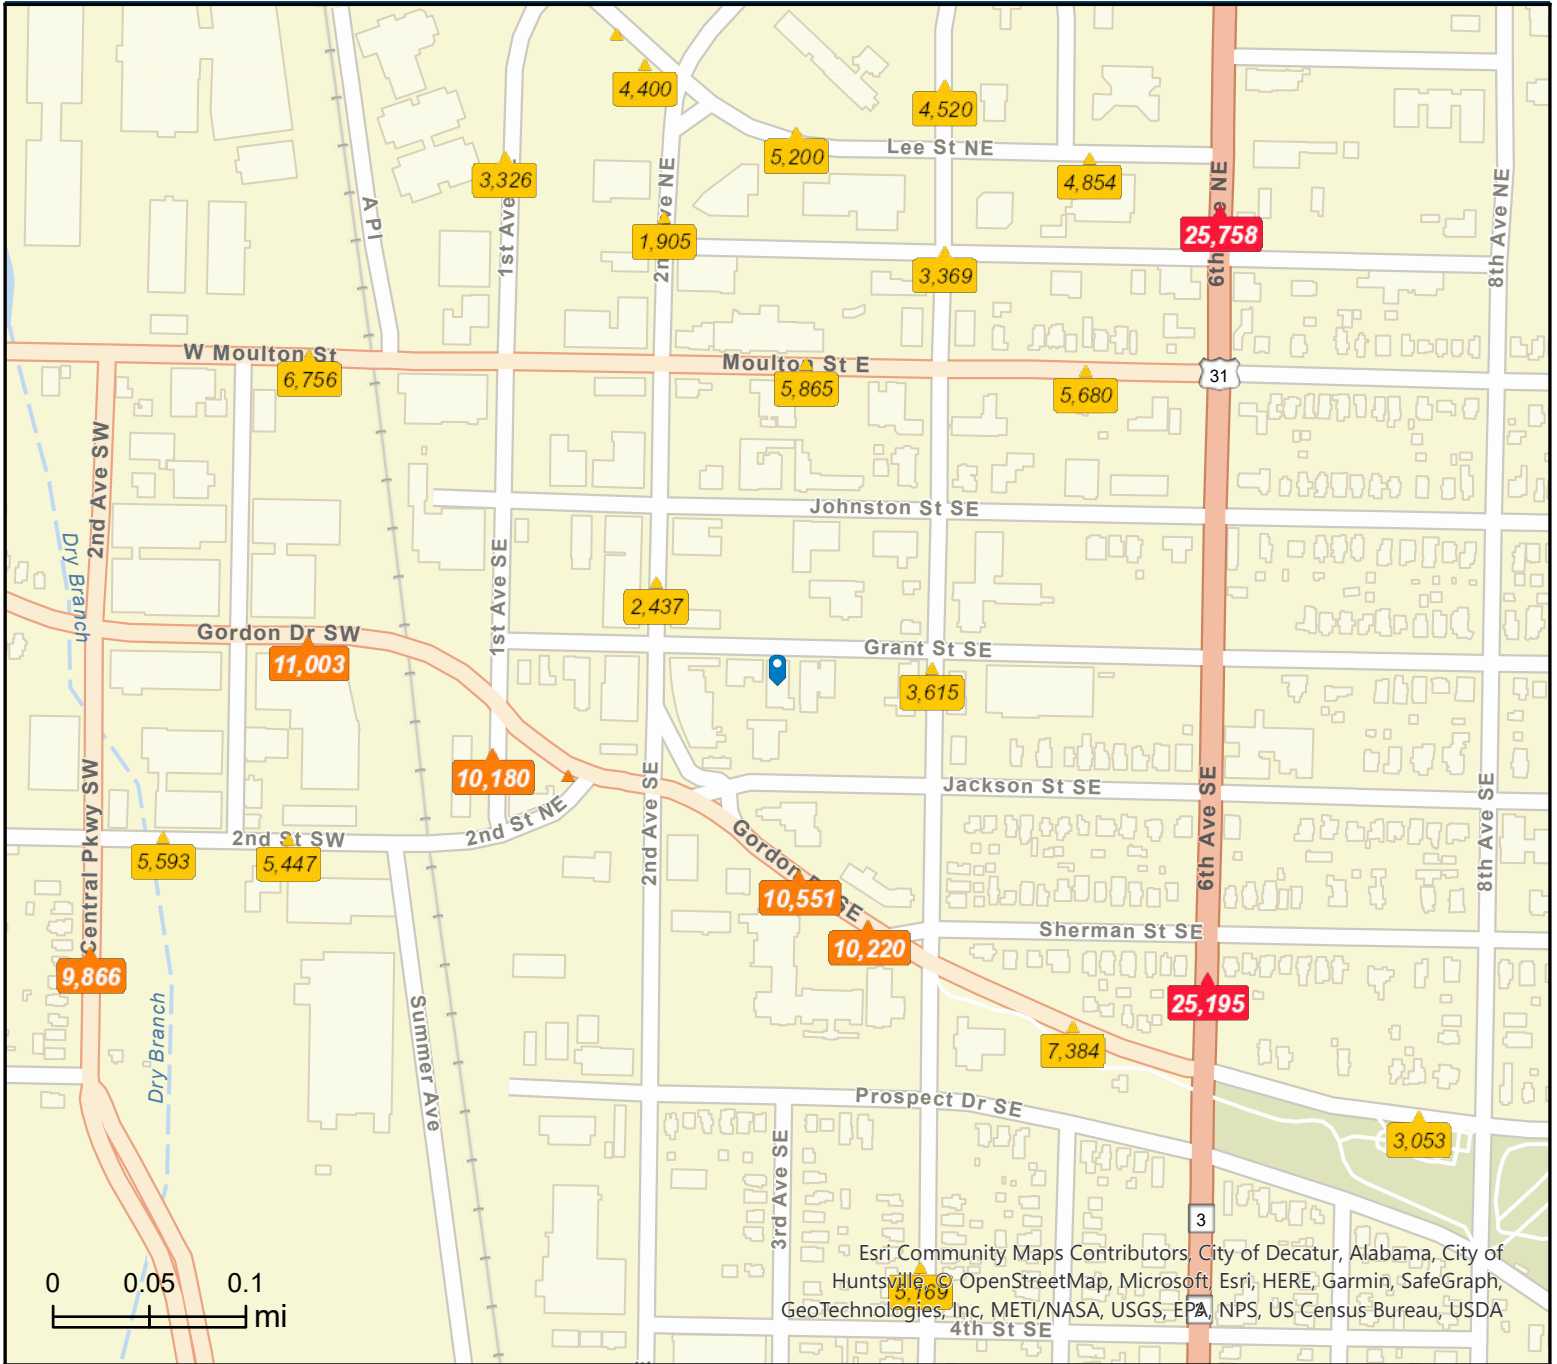 4,400
4,520
5,200
Lee St NE
3,326
4,854
A Pl
1st Ave
1,905
3,369
25,758
6th Ave NE
8th Ave NE
W Moulton St
6,756
Moulton St E
5,865
5,680
31
2nd Ave SW
Johnston St SE
Dry Branch
1st Ave SE
2,437
Gordon Dr SW
11,003
Grant St SE
3,615
10,180
Jackson St SE
2nd St NE
2nd St SW
5,593
5,447
Central Pkwy SW
2nd Ave SE
Gordon Dr SE
10,551
10,220
6th Ave SE
8th Ave SE
Sherman St SE
9,866
25,195
Dry Branch
Summer Ave
7,384
Prospect Dr SE
3,053
3rd Ave SE
3
5,169
4th St SE
0 0.05 0.1
mi
Esri Community Maps Contributors, City of Decatur, Alabama, City of
Huntsville, © OpenStreetMap, Microsoft, Esri, HERE, Garmin, SafeGraph,
GeoTechnologies, Inc, METI/NASA, USGS, EPA, NPS, US Census Bureau, USDA